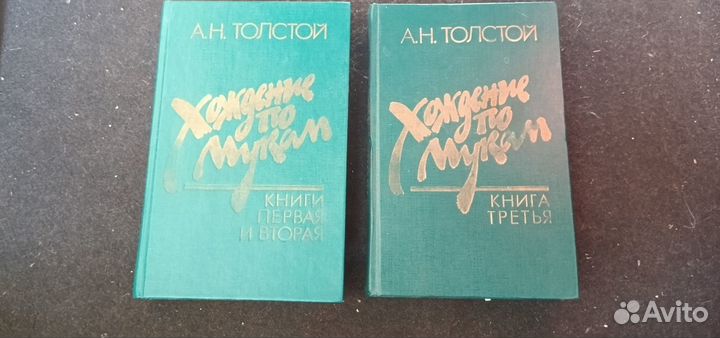 А.Н. ТОЛСТОЙ
Хождение
по
мукам
КНИГИ
ПЕРВАЯ
И ВТОРАЯ
А.Н. ТОЛСТОЙ
Хождение
по
мукам
КНИГА
ТРЕТЬЯ
Avito